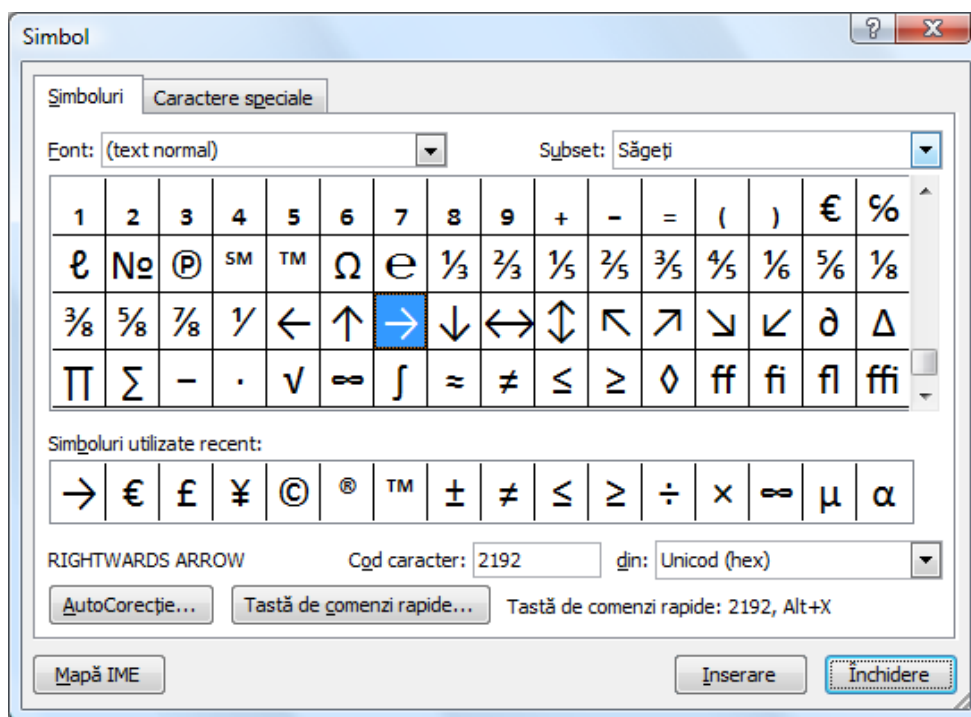 Simbol
Simboluri Caractere speciale
Font: (text normal) Subset: Săgeți
₁ ₂ ₃ ₄ ₅ ₆ ₇ ₈ ₉ ₊ ₋ ₌ ₍ ₎ € ℅
ℓ № ℗ ℠ ™ Ω ℮ ⅓ ⅔ ⅕ ⅖ ⅗ ⅘ ⅙ ⅚ ⅛
⅜ ⅝ ⅞ ⅟ ← ↑ → ↓ ↔ ↕ ↖ ↗ ↘ ↙ ∂ ∆
∏ ∑ − ∙ √ ∞ ∫ ≈ ≠ ≤ ≥ ◊ ff fi fl ffi
Simboluri utilizate recent:
→ € £ ¥ © ® ™ ± ≠ ≤ ≥ ÷ × ∞ µ α
RIGHTWARDS ARROW Cod caracter: 2192 din: Unicod (hex)
AutoCorecție... Tastă de comenzi rapide... Tastă de comenzi rapide: 2192, Alt+X
Mapă IME Inserare Închidere